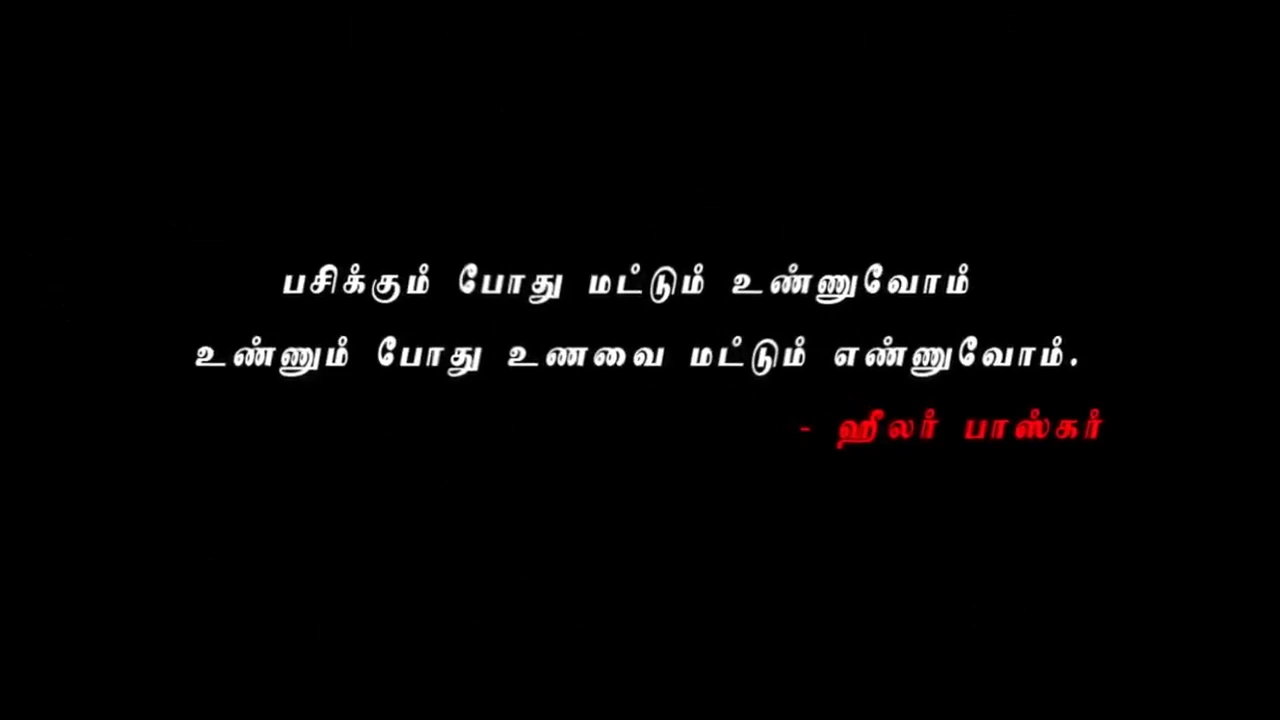 பசிக்கும் போது மட்டும் உண்ணுவோம்
உண்ணும் போது உணவை மட்டும் எண்ணுவோம்.
- ஹீலர் பாஸ்கர்